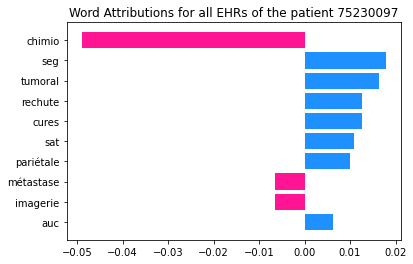 Word Attributions for all EHRs of the patient 75230097
chimio
seg
tumoral
rechute
cures
sat
pariétale
métastase
imagerie
auc
−0.05 −0.04 −0.03 −0.02 −0.01 0.00 0.01 0.02